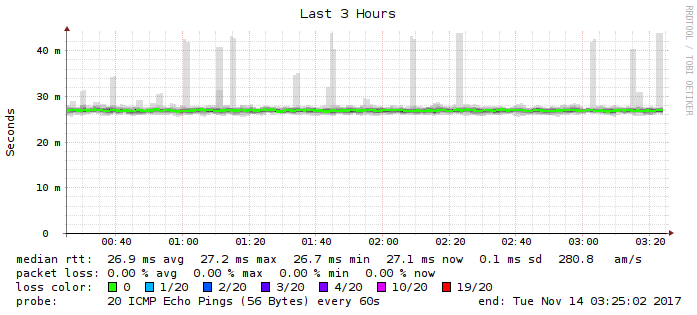 Last 3 Hours
RRDTOOL / TOBI OETIKER
Seconds
40 m
30 m
20 m
10 m
0
00:40 01:00 01:20 01:40 02:00 02:20 02:40 03:00 03:20
median rtt: 26.9 ms avg 27.2 ms max 26.7 ms min 27.1 ms now 0.1 ms sd 280.8 am/s
packet loss: 0.00 % avg 0.00 % max 0.00 % min 0.00 % now
loss color: 0 1/20 2/20 3/20 4/20 10/20 19/20
probe: 20 ICMP Echo Pings (56 Bytes) every 60s end: Tue Nov 14 03:25:02 2017